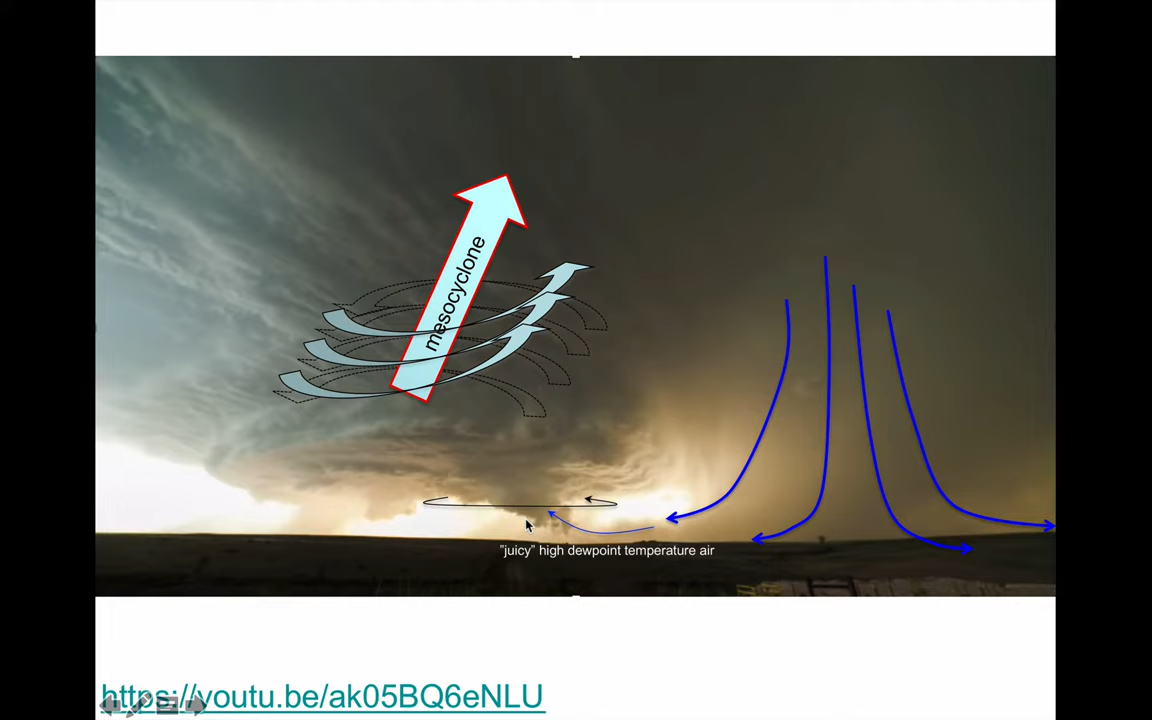 mesocyclone
"juicy" high dewpoint temperature air
https://youtu.be/ak05BQ6eNLU